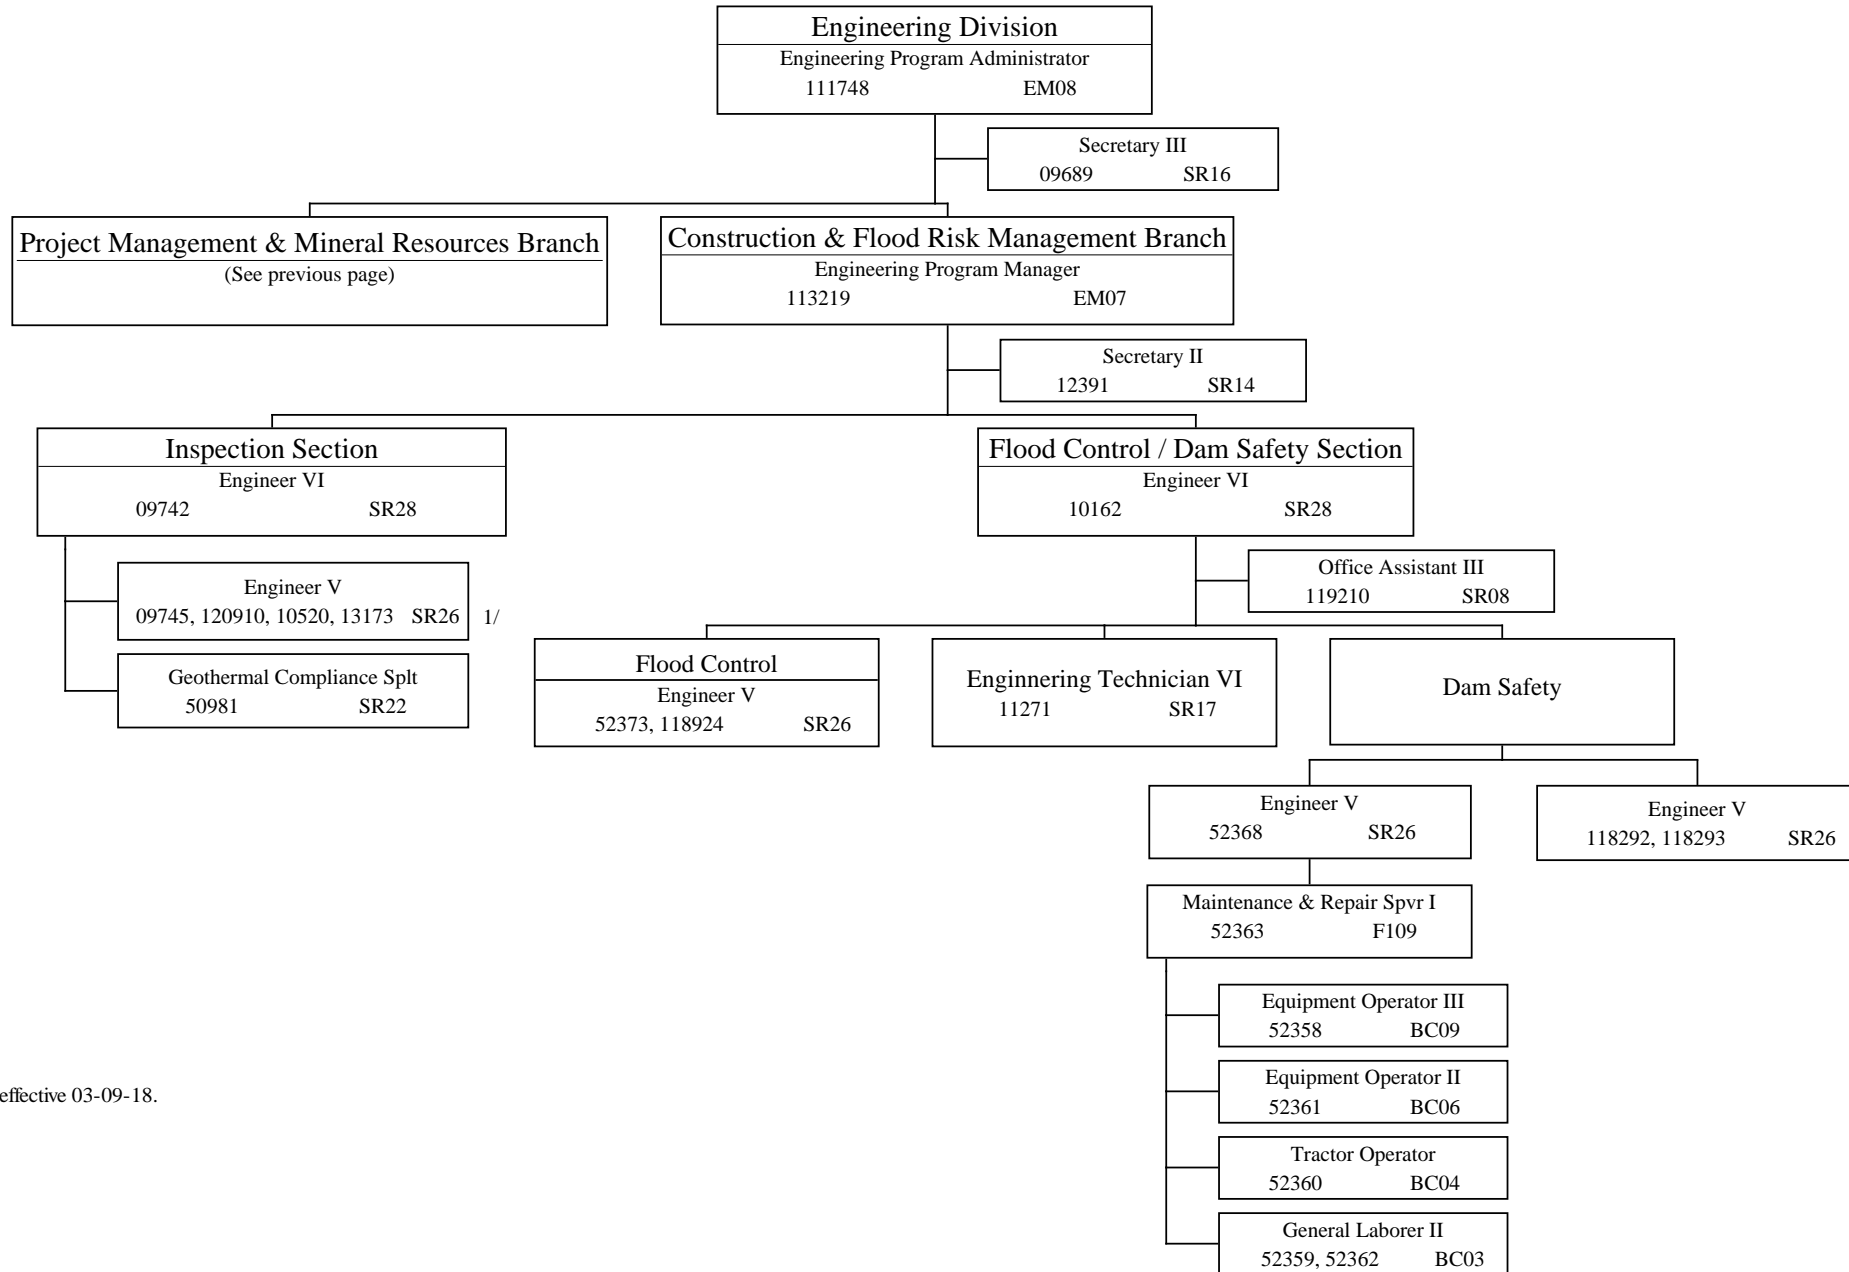 Engineering Division
Engineering Program Administrator
111748 EM08
Secretary III
09689 SR16
Project Management & Mineral Resources Branch
(See previous page)
Construction & Flood Risk Management Branch
Engineering Program Manager
113219 EM07
Secretary II
12391 SR14
Inspection Section
Engineer VI
09742 SR28
Flood Control / Dam Safety Section
Engineer VI
10162 SR28
Engineer V
09745, 120910, 10520, 13173 SR26 1/
Geothermal Compliance Splt
50981 SR22
Office Assistant III
119210 SR08
Flood Control
Engineer V
52373, 118924 SR26
Enginnering Technician VI
11271 SR17
Dam Safety
Engineer V
52368 SR26
Engineer V
118292, 118293 SR26
Maintenance & Repair Spvr I
52363 F109
Equipment Operator III
52358 BC09
Equipment Operator II
52361 BC06
Tractor Operator
52360 BC04
General Laborer II
52359, 52362 BC03
effective 03-09-18.